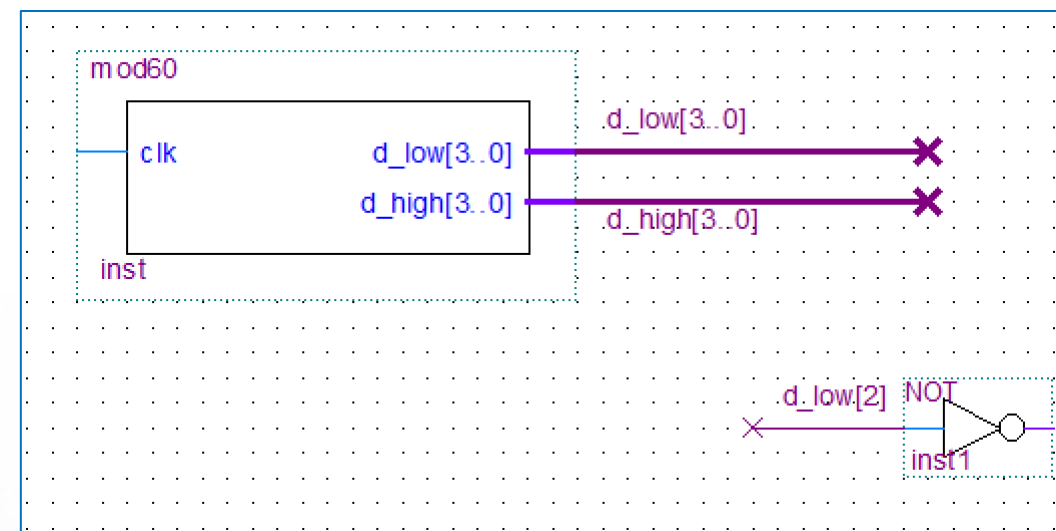 mod60
clk
d_low[3..0]
d_high[3..0]
inst
d_low[3..0]
d_high[3..0]
d_low[2]
NOT
inst1